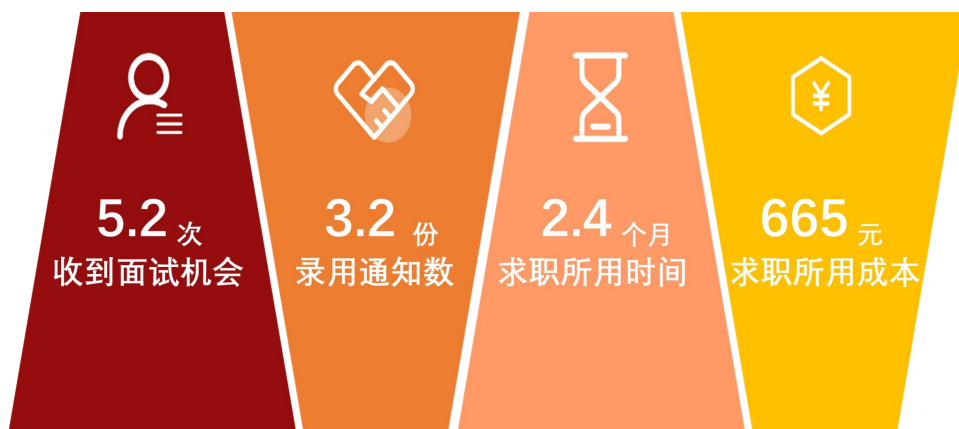 ¥
5.2 次
收到面试机会
3.2 份
录用通知数
2.4 个月
求职所用时间
665 元
求职所用成本